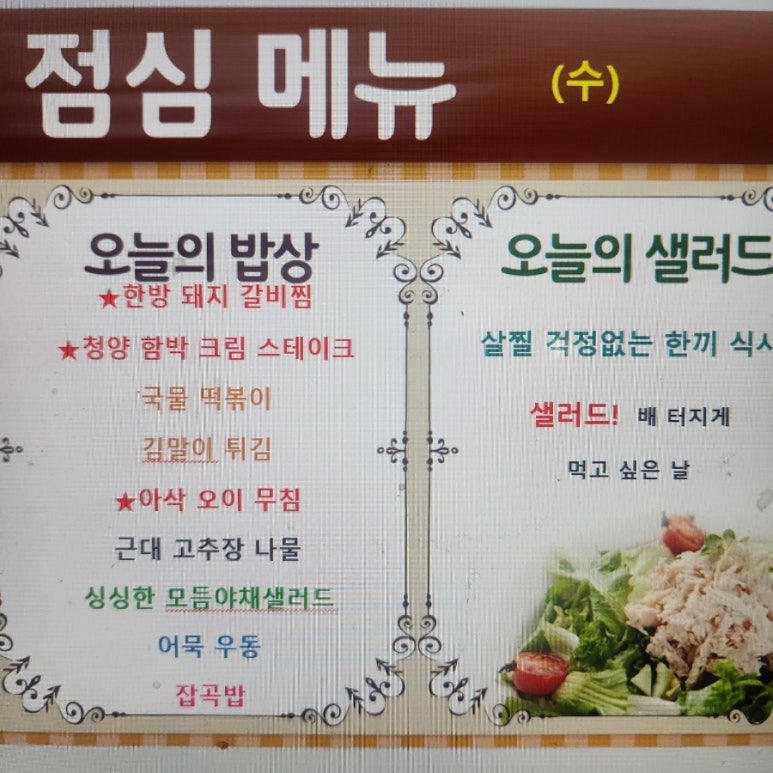 점심 메뉴 (수)
오늘의 밥상
★한방 돼지 갈비찜
★청양 함박 크림 스테이크
국물 떡볶이
김말이 튀김
★아삭 오이 무침
근대 고추장 나물
싱싱한 모듬야채샐러드
어묵 우동
잡곡밥
오늘의 샐러드
살찔 걱정없는 한끼
샐러드! 배 터지게
먹고 싶은 날